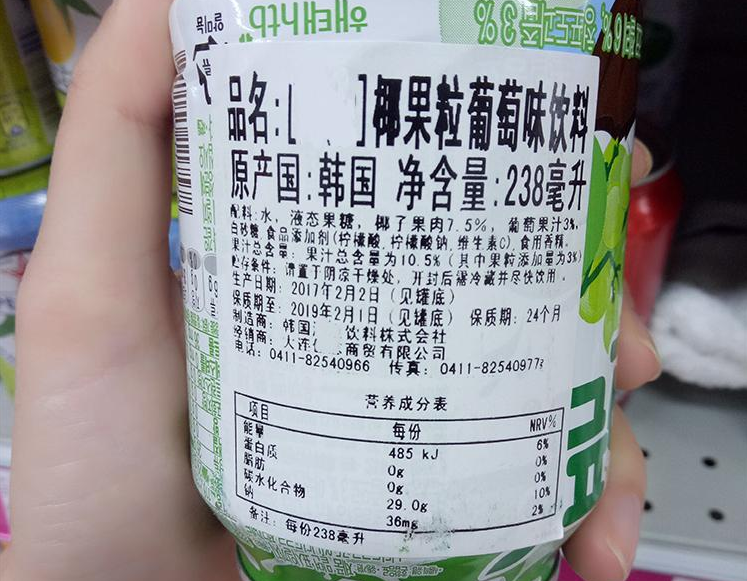 해태htb
포도과즙3%
品名:[ ]椰果粒葡萄味饮料
原产国:韩国 净含量:238毫升
配料:水, 液态果糖, 椰子果肉7.5%, 葡萄果汁3%,
白砂糖 食品添加剂(柠檬酸,柠檬酸钠,维生素C),食用香精。
果汁总含量: 果汁总含量为10.5% (其中果粒添加量为3%)
贮存条件: 请置于阴凉干燥处, 开封后需冷藏并尽快饮用。
生产日期: 2017年2月2日 (见罐底)
保质期至: 2019年2月1日 (见罐底) 保质期: 24个月
制造商: 韩国 饮料株式会社
经销商: 大连 商贸有限公司
电话: 0411-82540966 传真: 0411-82540977
营养成分表
项目 每份 NRV%
能量 485 kJ 6%
蛋白质 0g 0%
脂肪 0g 0%
碳水化合物 29.0g 10%
钠 36mg 2%
备注: 每份238毫升